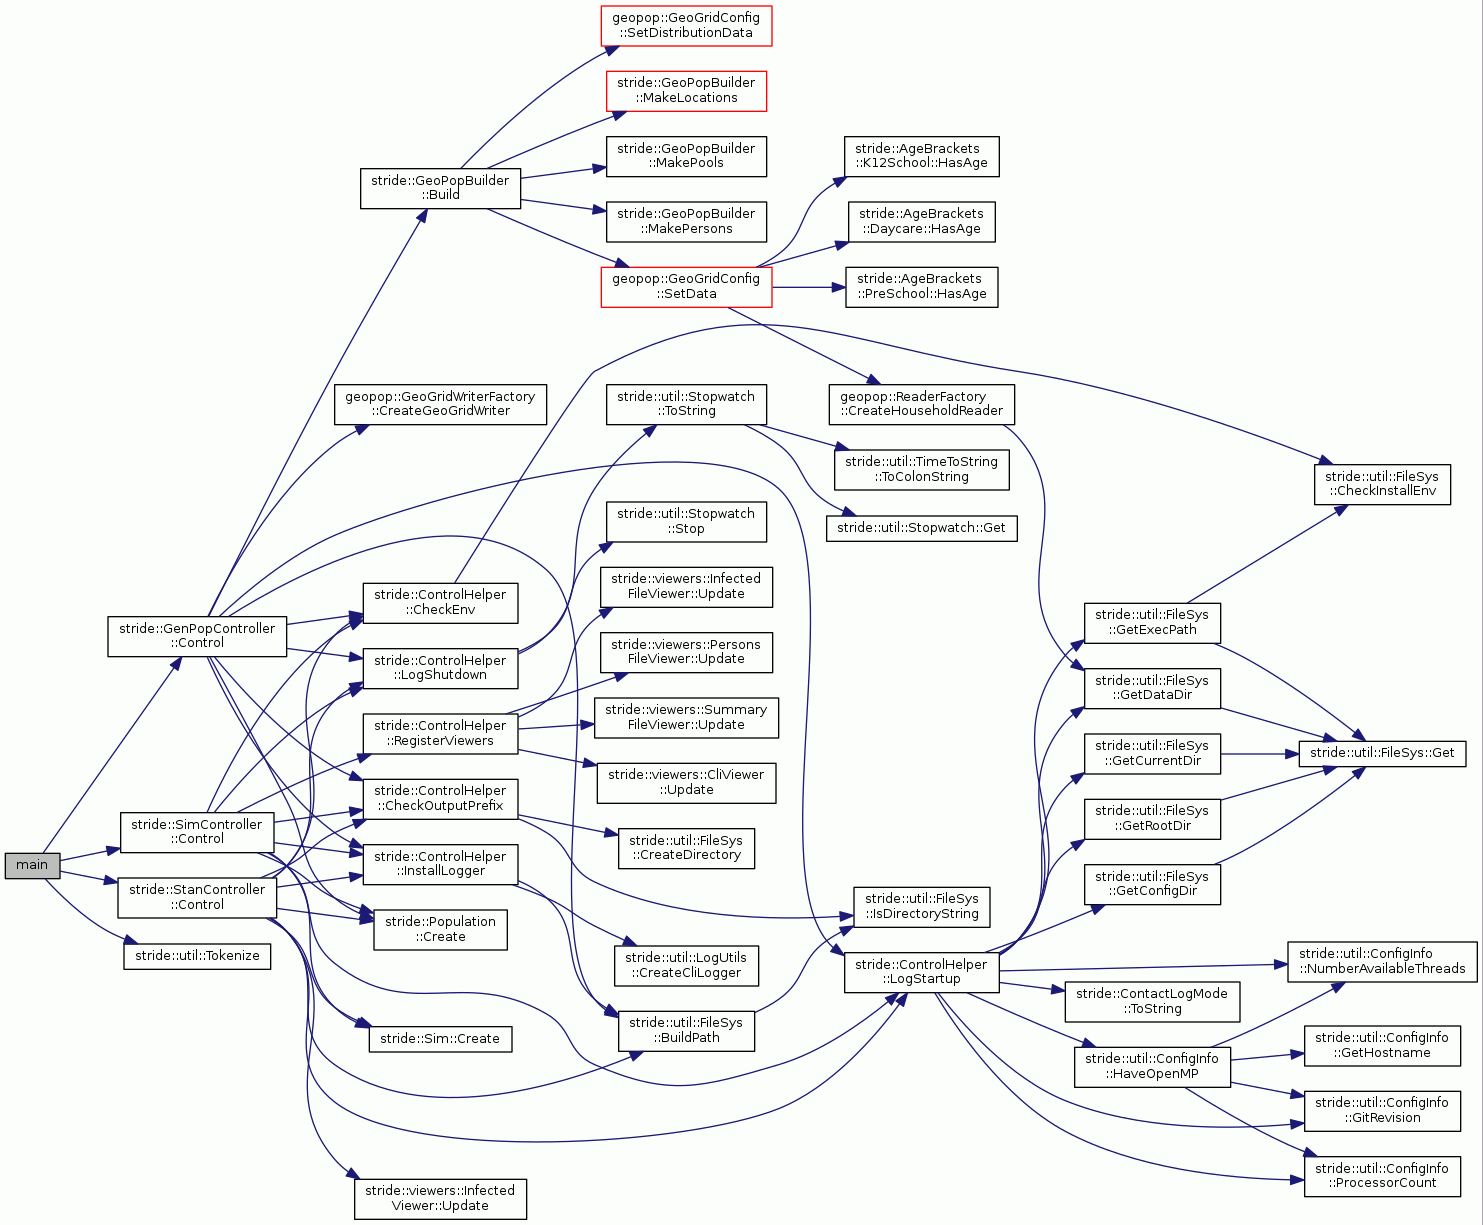 geopop::GeoGridConfig
::SetDistributionData
stride::GeoPopBuilder
::MakeLocations
stride::GeoPopBuilder
::MakePools
stride::AgeBrackets
::K12School::HasAge
stride::GeoPopBuilder
::Build
stride::GeoPopBuilder
::MakePersons
stride::AgeBrackets
::Daycare::HasAge
geopop::GeoGridConfig
::SetData
stride::AgeBrackets
::PreSchool::HasAge
geopop::GeoGridWriterFactory
::CreateGeoGridWriter
stride::util::Stopwatch
::ToString
geopop::ReaderFactory
::CreateHouseholdReader
stride::util::TimeToString
::ToColonString
stride::util::FileSys
::CheckInstallEnv
stride::util::Stopwatch
::Stop
stride::util::Stopwatch::Get
stride::viewers::Infected
FileViewer::Update
stride::ControlHelper
::CheckEnv
stride::util::FileSys
::GetExecPath
stride::GenPopController
::Control
stride::viewers::Persons
FileViewer::Update
stride::ControlHelper
::LogShutdown
stride::util::FileSys
::GetDataDir
stride::viewers::Summary
FileViewer::Update
stride::ControlHelper
::RegisterViewers
stride::util::FileSys
::GetCurrentDir
stride::util::FileSys::Get
stride::viewers::CliViewer
::Update
stride::ControlHelper
::CheckOutputPrefix
stride::util::FileSys
::GetRootDir
stride::SimController
::Control
stride::util::FileSys
::CreateDirectory
main
stride::ControlHelper
::InstallLogger
stride::util::FileSys
::GetConfigDir
stride::StanController
::Control
stride::util::FileSys
::IsDirectoryString
stride::Population
::Create
stride::util::Tokenize
stride::util::LogUtils
::CreateCliLogger
stride::ControlHelper
::LogStartup
stride::util::ConfigInfo
::NumberAvailableThreads
stride::ContactLogMode
::ToString
stride::util::FileSys
::BuildPath
stride::Sim::Create
stride::util::ConfigInfo
::GetHostname
stride::util::ConfigInfo
::HaveOpenMP
stride::util::ConfigInfo
::GitRevision
stride::util::ConfigInfo
::ProcessorCount
stride::viewers::Infected
Viewer::Update